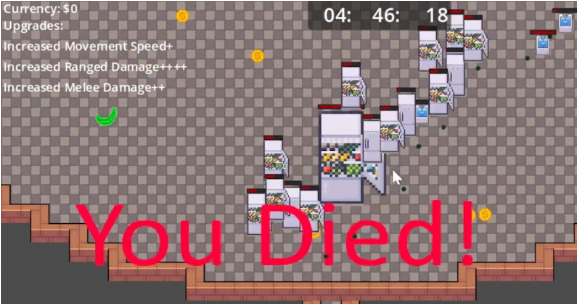 Currency: $0
04: 46: 18
Upgrades:
Increased Movement Speed+
Increased Ranged Damage++++
Increased Melee Damage++
You Died!